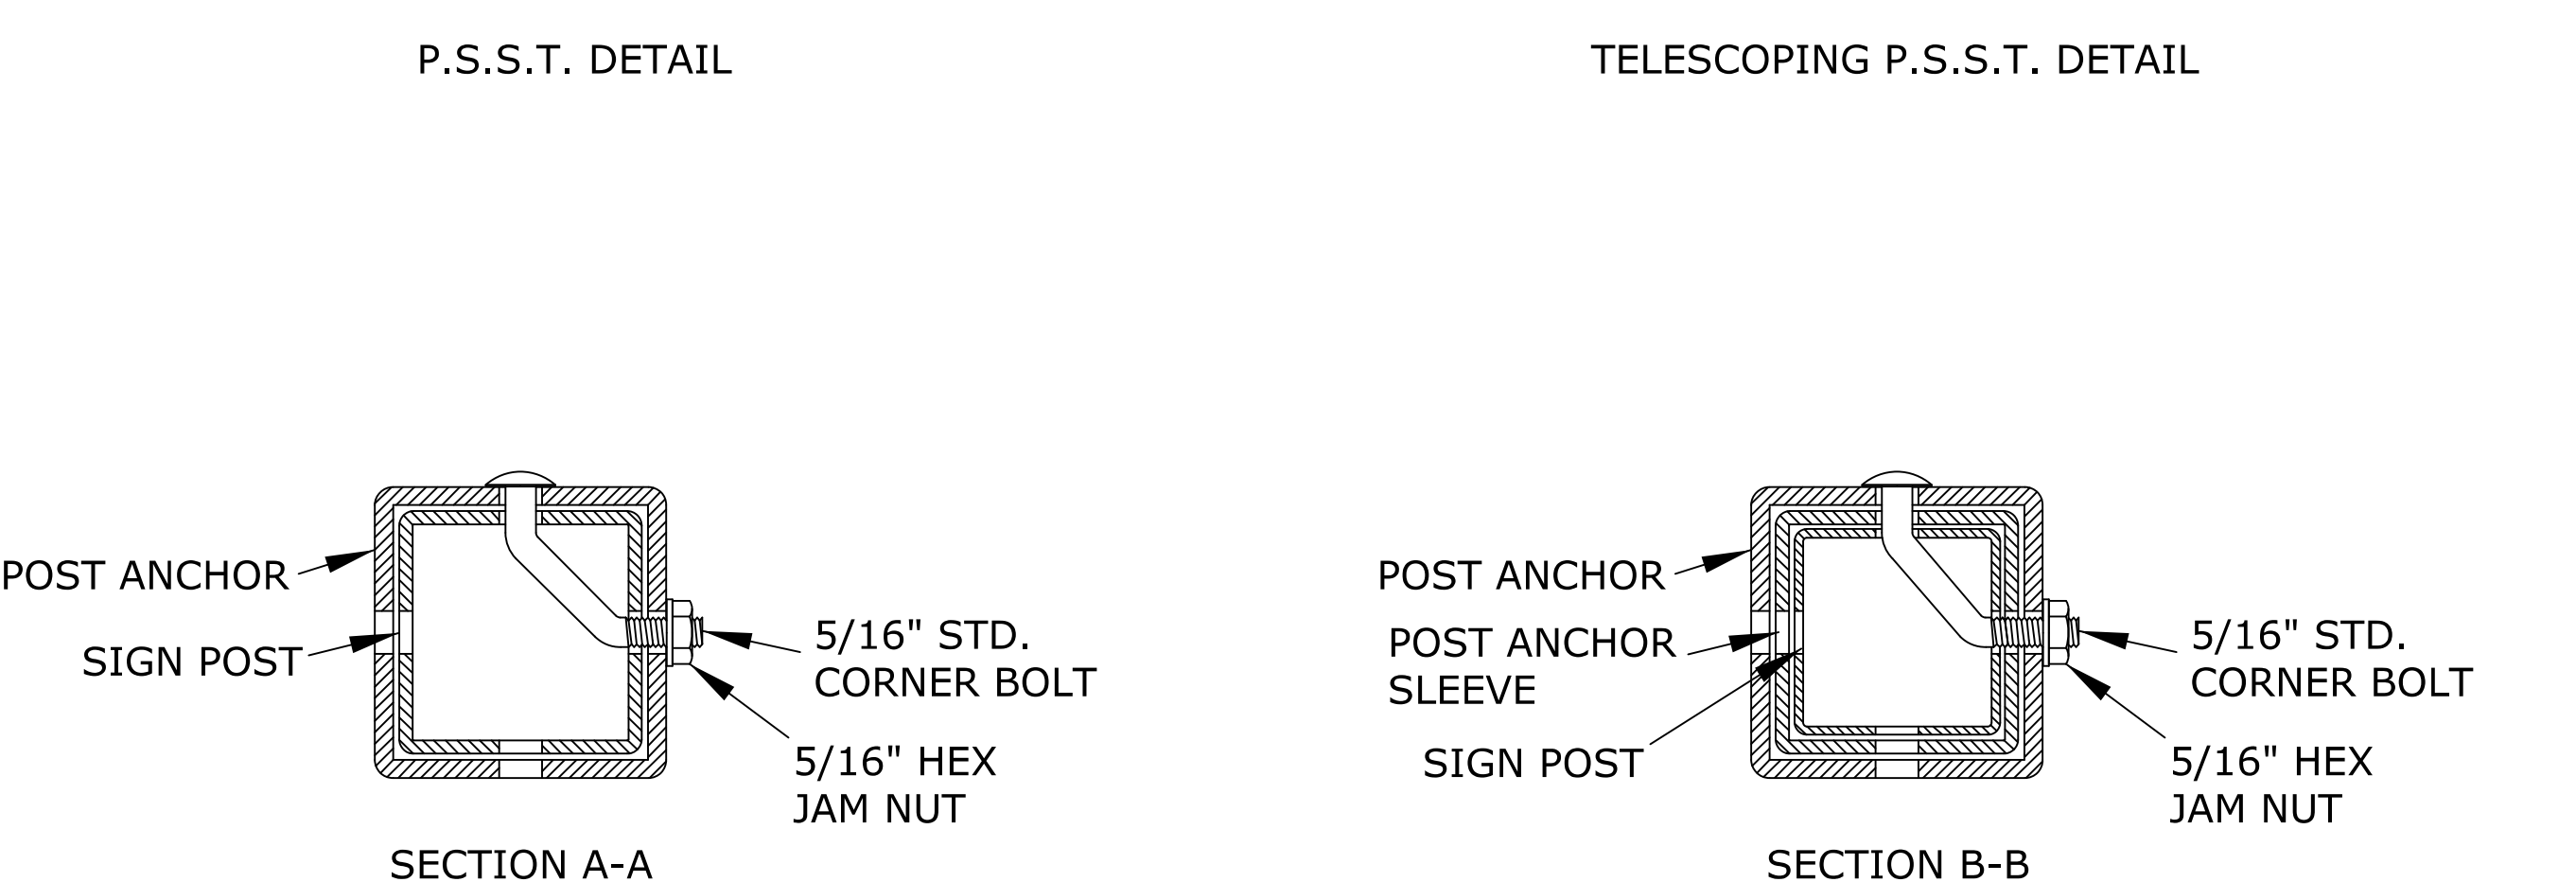 P.S.S.T. DETAIL
POST ANCHOR
SIGN POST
5/16" STD.
CORNER BOLT
5/16" HEX
JAM NUT
SECTION A-A
TELESCOPING P.S.S.T. DETAIL
POST ANCHOR
POST ANCHOR
SLEEVE
SIGN POST
5/16" STD.
CORNER BOLT
5/16" HEX
JAM NUT
SECTION B-B